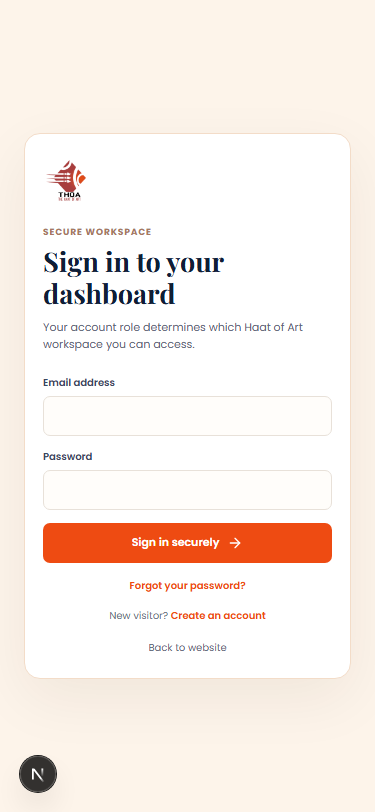 THOA
SECURE WORKSPACE
Sign in to your
dashboard
Your account role determines which Haat of Art
workspace you can access.
Email address
Password
Sign in securely →
Forgot your password?
New visitor? Create an account
Back to website
N